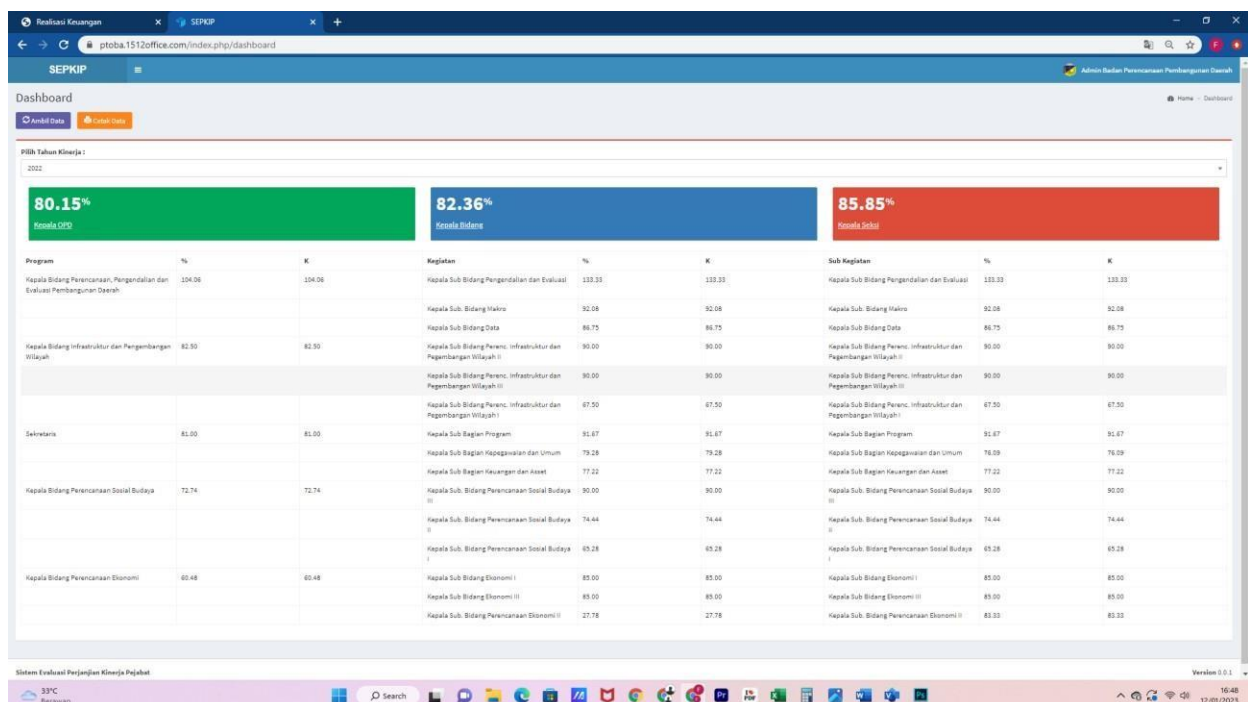 Realisasi Keuangan
SEPKIP
ptoba.1512office.com/index.php/dashboard
SEPKIP
Admin Badan Perencanaan Pembangunan Daerah
Dashboard
Home
Dashboard
Ambil Data
Cetak Data
Pilih Tahun Kinerja :
2022
80.15%
Kepala OPD
82.36%
Kepala Bidang
85.85%
Kepala Seksi
Program % K Kegiatan % K Sub Kegiatan % K
Kepala Bidang Perencanaan, Pengendalian dan 104.06 104.06 Kepala Sub Bidang Pengendalian dan Evaluasi 133.33 133.33 Kepala Sub Bidang Pengendalian dan Evaluasi 133.33 133.33
Evaluasi Pembangunan Daerah
Kepala Sub. Bidang Makro 92.08 92.08 Kepala Sub. Bidang Makro 92.08 92.08
Kepala Sub Bidang Data 86.75 86.75 Kepala Sub Bidang Data 86.75 86.75
Kepala Bidang Infrastruktur dan Pengembangan 82.50 82.50 Kepala Sub Bidang Perenc. Infrastruktur dan 90.00 90.00 Kepala Sub Bidang Perenc. Infrastruktur dan 90.00 90.00
Wilayah Pegembangan Wilayah II Pegembangan Wilayah II
Kepala Sub Bidang Perenc. Infrastruktur dan 90.00 90.00 Kepala Sub Bidang Perenc. Infrastruktur dan 90.00 90.00
Pegembangan Wilayah III Pegembangan Wilayah III
Kepala Sub Bidang Perenc. Infrastruktur dan 67.50 67.50 Kepala Sub Bidang Perenc. Infrastruktur dan 67.50 67.50
Pegembangan Wilayah I Pegembangan Wilayah I
Sekretaris 81.00 81.00 Kepala Sub Bagian Program 91.67 91.67 Kepala Sub Bagian Program 91.67 91.67
Kepala Sub Bagian Kepegawaian dan Umum 79.28 79.28 Kepala Sub Bagian Kepegawaian dan Umum 76.09 76.09
Kepala Sub Bagian Keuangan dan Asset 77.22 77.22 Kepala Sub Bagian Keuangan dan Asset 77.22 77.22
Kepala Bidang Perencanaan Sosial Budaya 72.74 72.74 Kepala Sub. Bidang Perencanaan Sosial Budaya 90.00 90.00 Kepala Sub. Bidang Perencanaan Sosial Budaya 90.00 90.00
III III
Kepala Sub. Bidang Perencanaan Sosial Budaya 74.44 74.44 Kepala Sub. Bidang Perencanaan Sosial Budaya 74.44 74.44
II II
Kepala Sub. Bidang Perencanaan Sosial Budaya 65.28 65.28 Kepala Sub. Bidang Perencanaan Sosial Budaya 65.28 65.28
I I
Kepala Bidang Perencanaan Ekonomi 60.48 60.48 Kepala Sub Bidang Ekonomi I 85.00 85.00 Kepala Sub Bidang Ekonomi I 85.00 85.00
Kepala Sub Bidang Ekonomi III 85.00 85.00 Kepala Sub Bidang Ekonomi III 85.00 85.00
Kepala Sub. Bidang Perencanaan Ekonomi II 27.78 27.78 Kepala Sub. Bidang Perencanaan Ekonomi II 83.33 83.33
Sistem Evaluasi Perjanjian Kinerja Pejabat
Version 0.0.1
33°C
Berawan
Search
16:48
12/01/2023